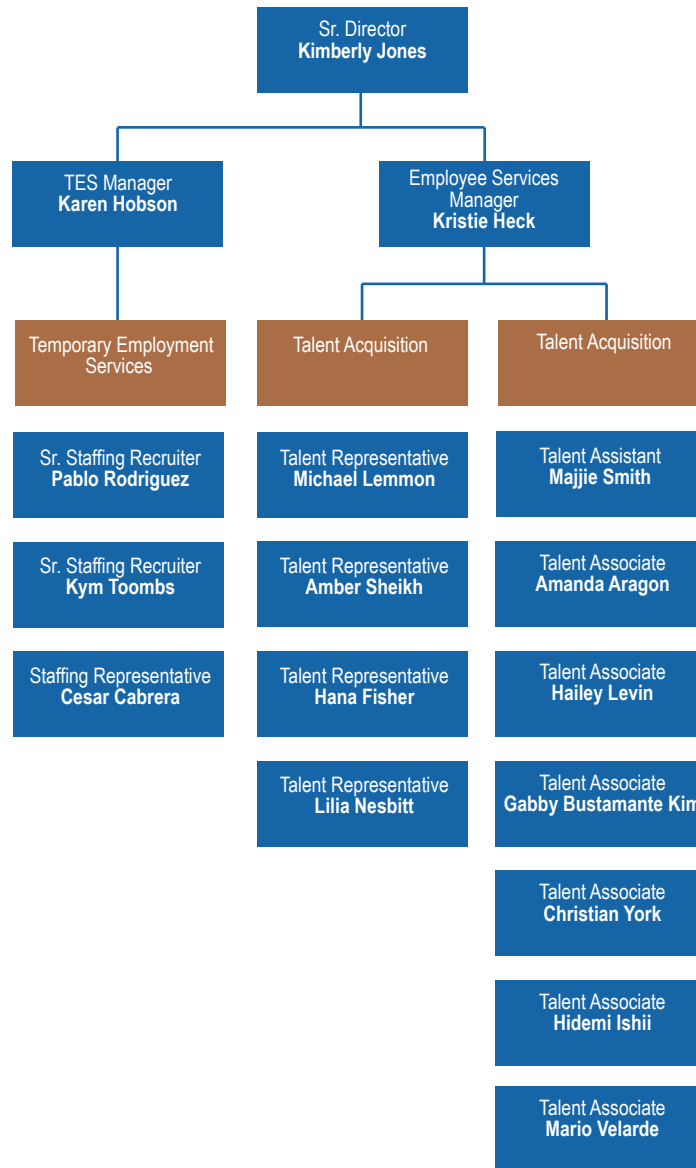 Sr. Director
Kimberly Jones
TES Manager
Karen Hobson
Employee Services
Manager
Kristie Heck
Temporary Employment
Services
Talent Acquisition
Talent Acquisition
Sr. Staffing Recruiter
Pablo Rodriguez
Talent Representative
Michael Lemmon
Talent Assistant
Majjie Smith
Sr. Staffing Recruiter
Kym Toombs
Talent Representative
Amber Sheikh
Talent Associate
Amanda Aragon
Staffing Representative
Cesar Cabrera
Talent Representative
Hana Fisher
Talent Associate
Hailey Levin
Talent Representative
Lilia Nesbitt
Talent Associate
Gabby Bustamante Kim
Talent Associate
Christian York
Talent Associate
Hidemi Ishii
Talent Associate
Mario Velarde